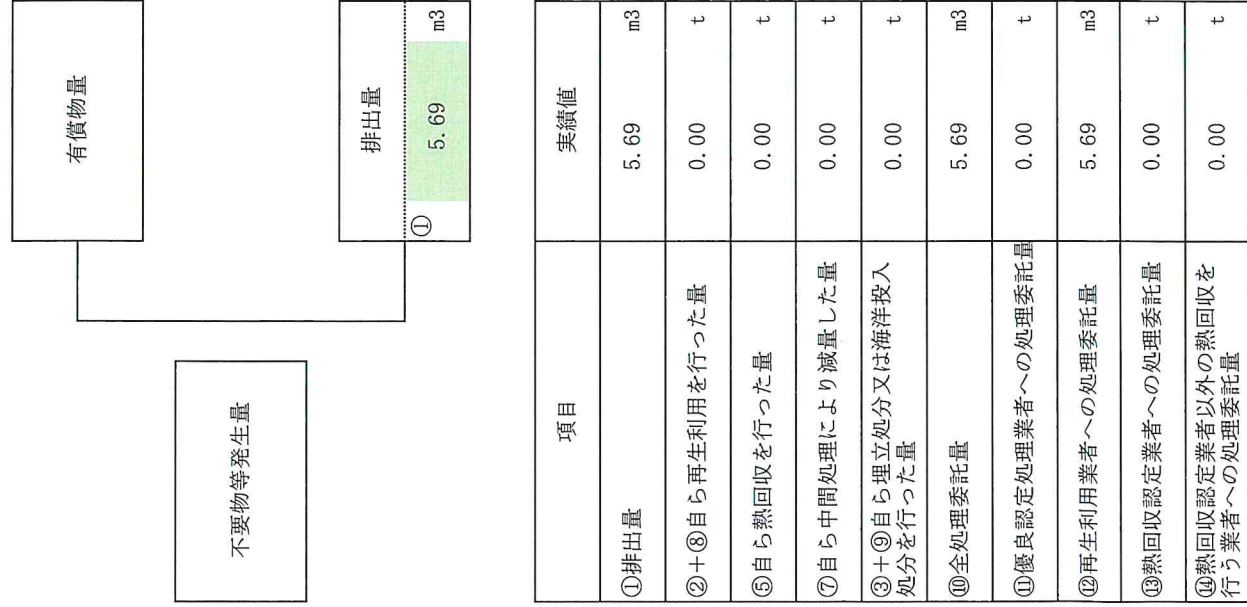 不要物等発生量
有償物量
排出量
① 5.69 m3
項目 実績値
①排出量 5.69 m3
②+⑧自ら再生利用を行った量 0.00 t
⑤自ら熱回収を行った量 0.00 t
⑦自ら中間処理により減量した量 0.00 t
③+⑨自ら埋立処分又は海洋投入
処分を行った量 0.00 t
⑩全処理委託量 5.69 m3
⑪優良認定処理業者への処理委託量 0.00 t
⑫再生利用業者への処理委託量 5.69 m3
⑬熱回収認定業者への処理委託量 0.00 t
⑭熱回収認定業者以外の熱回収を
行う業者への処理委託量 0.00 t